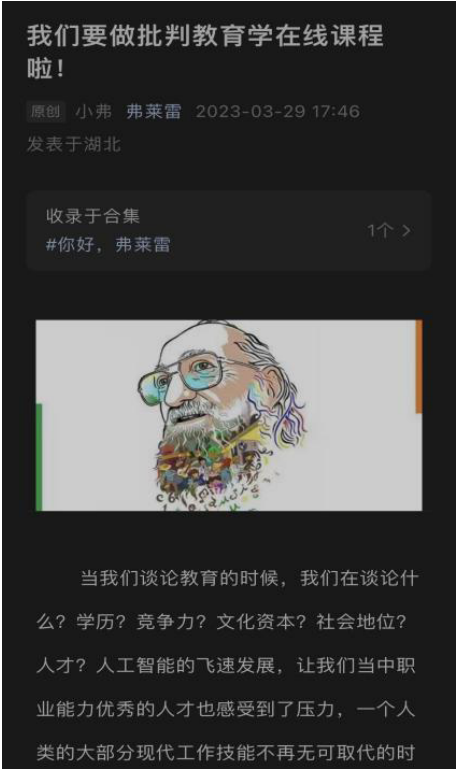 我们要做批判教育学在线课程
啦！
原创 小弗 弗莱雷 2023-03-29 17:46
发表于湖北
收录于合集
#你好，弗莱雷
1个 >
当我们谈论教育的时候，我们在谈论什
么？学历？竞争力？文化资本？社会地位？
人才？人工智能的飞速发展，让我们当中职
业能力优秀的人才也感受到了压力，一个人
类的大部分现代工作技能不再无可取代的时